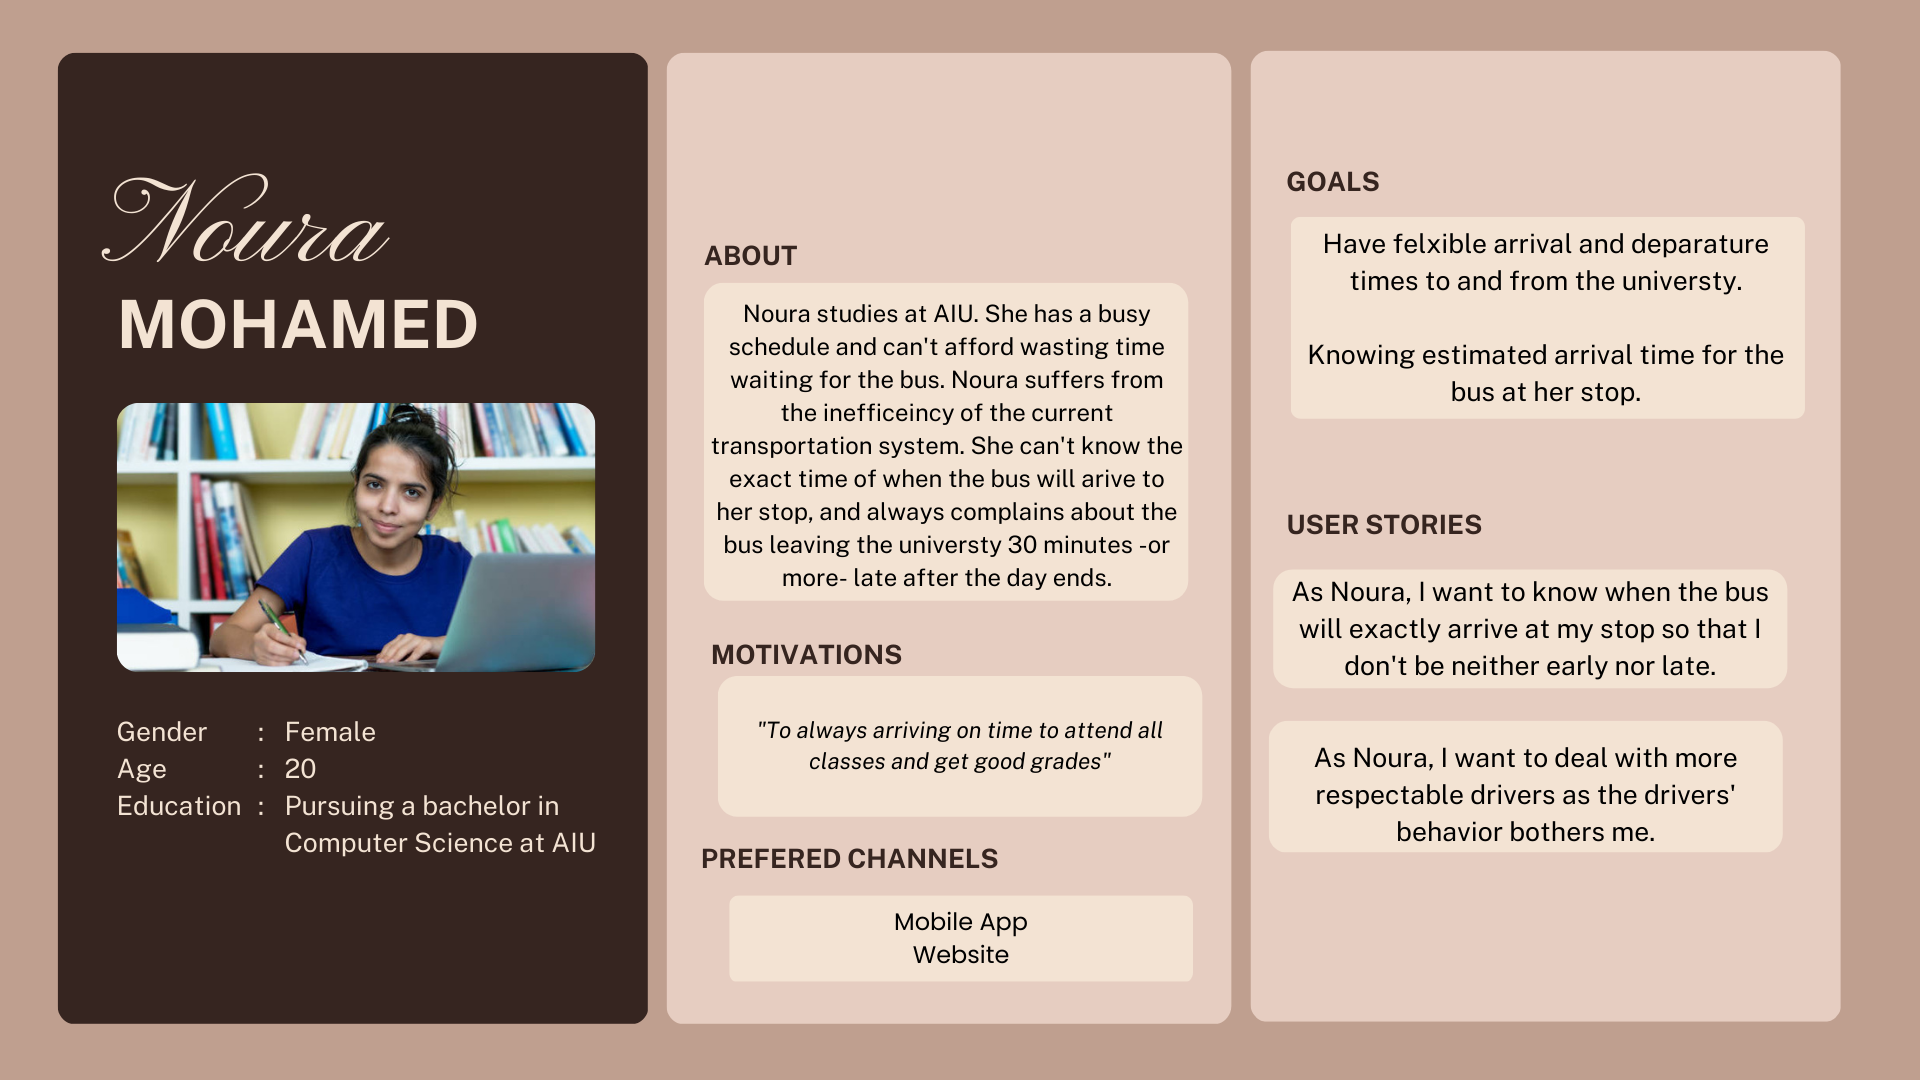 Noura
MOHAMED
Gender : Female
Age : 20
Education : Pursuing a bachelor in
Computer Science at AIU
ABOUT
Noura studies at AIU. She has a busy
schedule and can't afford wasting time
waiting for the bus. Noura suffers from
the inefficeincy of the current
transportation system. She can't know the
exact time of when the bus will arive to
her stop, and always complains about the
bus leaving the universty 30 minutes -or
more- late after the day ends.
MOTIVATIONS
"To always arriving on time to attend all
classes and get good grades"
PREFERED CHANNELS
Mobile App
Website
GOALS
Have felxible arrival and deparature
times to and from the universty.
Knowing estimated arrival time for the
bus at her stop.
USER STORIES
As Noura, I want to know when the bus
will exactly arrive at my stop so that I
don't be neither early nor late.
As Noura, I want to deal with more
respectable drivers as the drivers'
behavior bothers me.